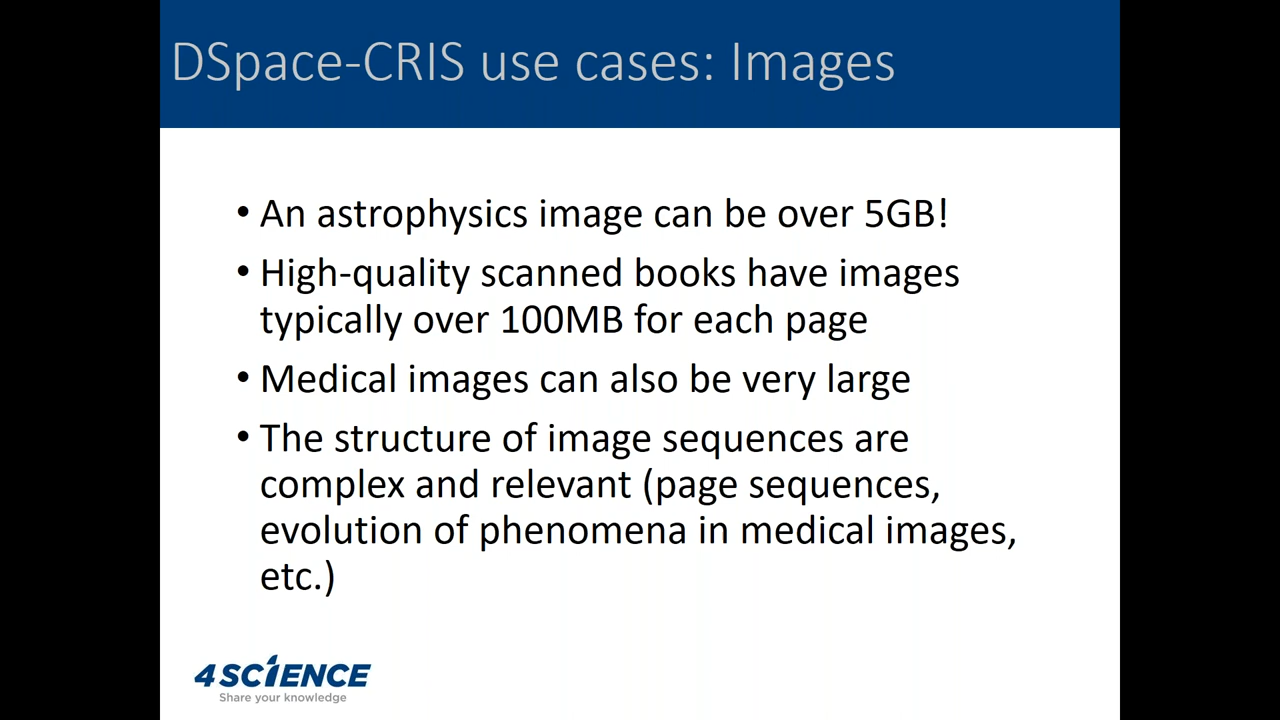 DSpace-CRIS use cases: Images
• An astrophysics image can be over 5GB!
• High-quality scanned books have images
typically over 100MB for each page
• Medical images can also be very large
• The structure of image sequences are
complex and relevant (page sequences,
evolution of phenomena in medical images,
etc.)
4SCIENCE
Share your knowledge